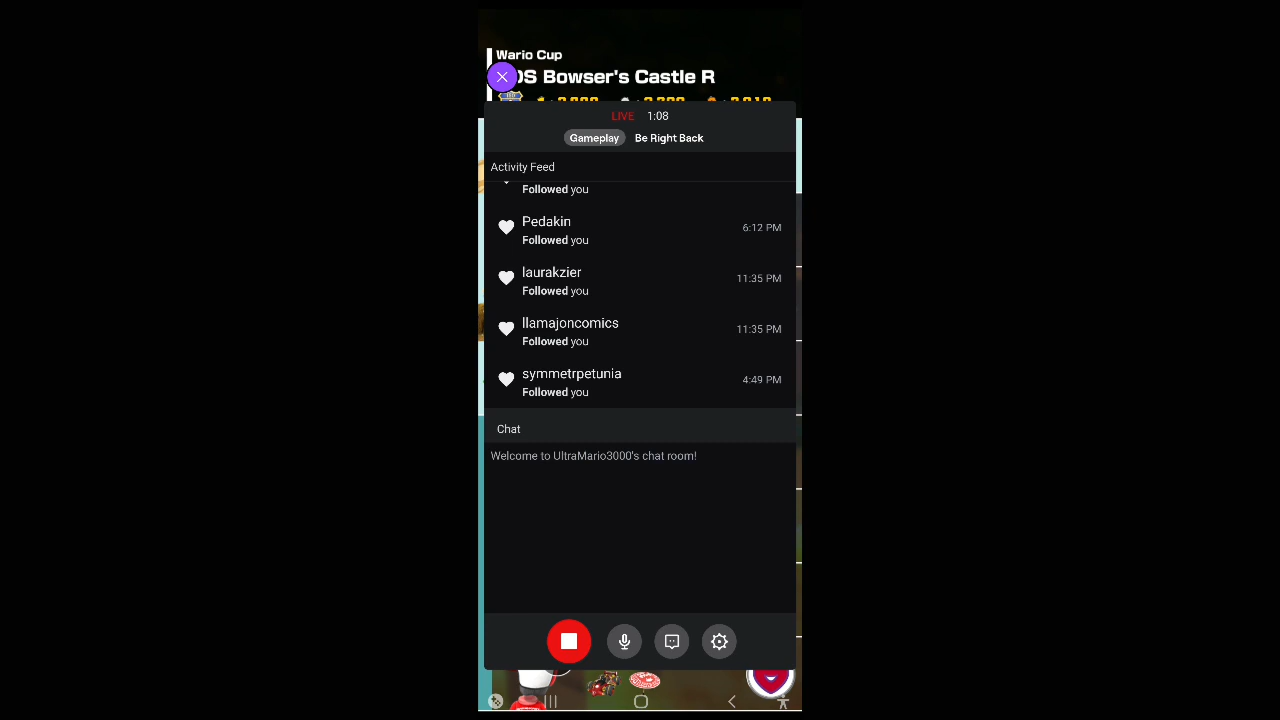 Wario Cup
DS Bowser's Castle R
LIVE 1:08
Gameplay Be Right Back
Activity Feed
Followed you
Pedakin
Followed you
6:12 PM
laurakzier
Followed you
11:35 PM
llamajoncomics
Followed you
11:35 PM
symmetrpetunia
Followed you
4:49 PM
Chat
Welcome to UltraMario3000's chat room!